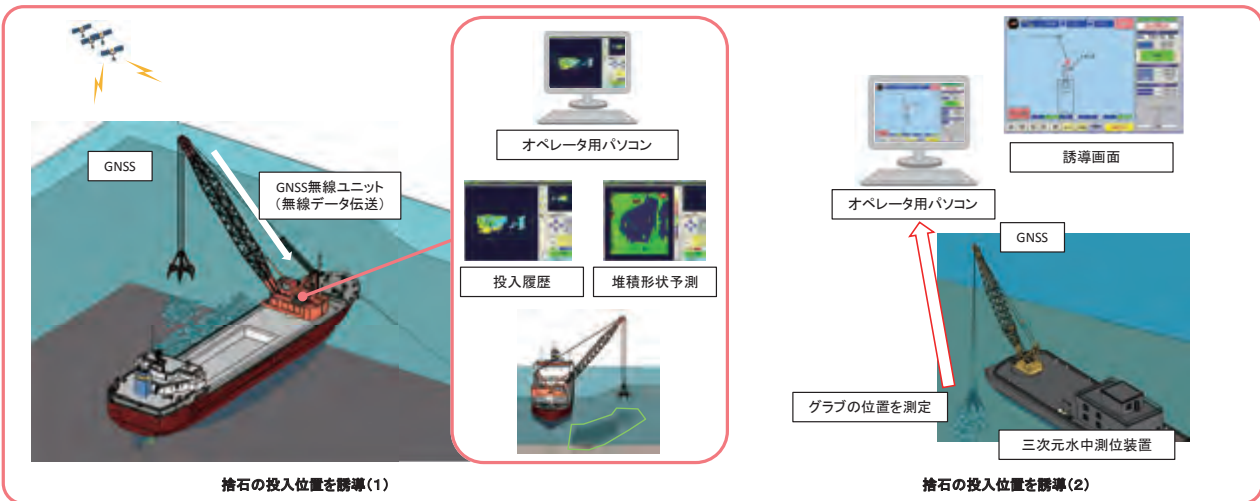 GNSS
GNSS無線ユニット
(無線データ伝送)
オペレータ用パソコン
投入履歴
堆積形状予測
捨石の投入位置を誘導(1)
誘導画面
オペレータ用パソコン
GNSS
グラブの位置を測定
三次元水中測位装置
捨石の投入位置を誘導(2)